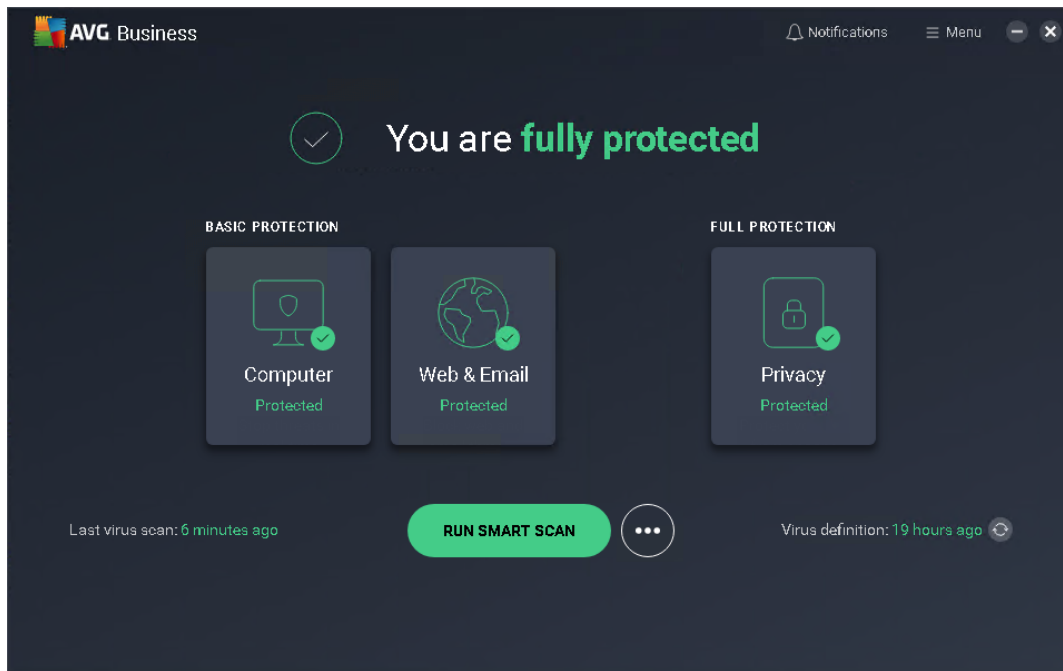 AVG Business
Notifications
Menu
You are fully protected
BASIC PROTECTION
FULL PROTECTION
Computer
Protected
Web & Email
Protected
Privacy
Protected
Last virus scan: 6 minutes ago
RUN SMART SCAN
Virus definition: 19 hours ago